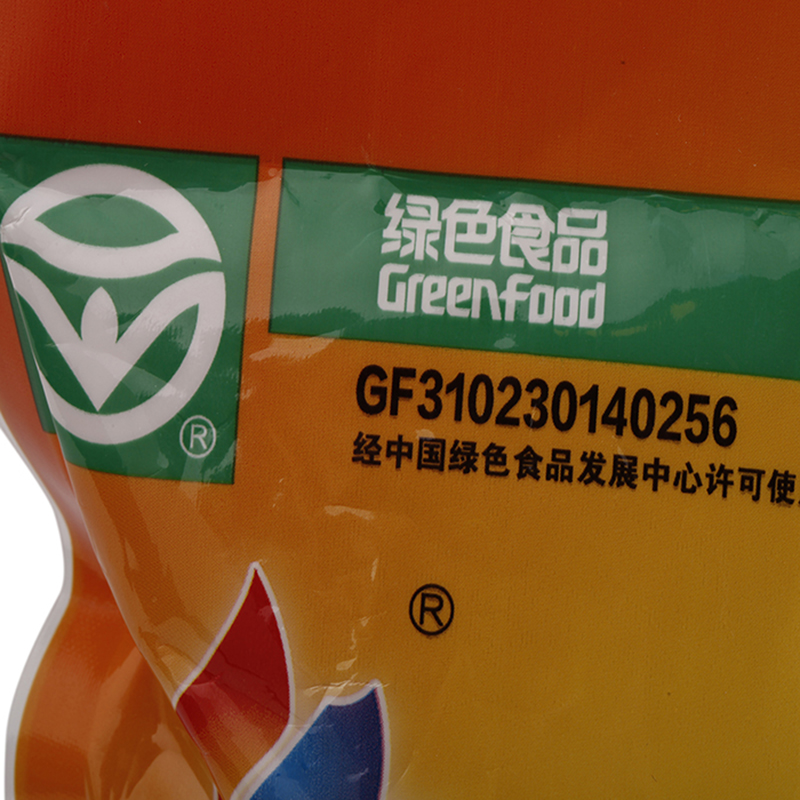 绿色食品
Greenfood
GF310230140256
经中国绿色食品发展中心许可使
®
®